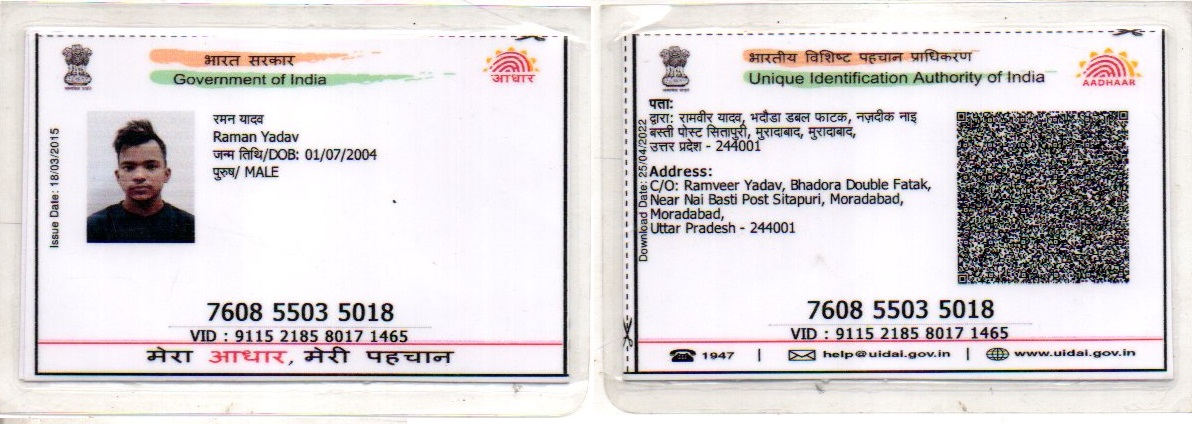 भारत सरकार
Government of India
आधार
Issue Date: 18/03/2015
रमन यादव
Raman Yadav
जन्म तिथि/DOB: 01/07/2004
पुरुष/ MALE
7608 5503 5018
VID : 9115 2185 8017 1465
मेरा आधार, मेरी पहचान
भारतीय विशिष्ट पहचान प्राधिकरण
Unique Identification Authority of India
AADHAAR
Download Date: 25/04/2022
पता:
द्वारा: रामवीर यादव, भदौडा डबल फाटक, नज़दीक नाइ
बस्ती पोस्ट सितापुरी, मुरादाबाद, मुरादाबाद,
उत्तर प्रदेश - 244001
Address:
C/O: Ramveer Yadav, Bhadora Double Fatak,
Near Nai Basti Post Sitapuri, Moradabad,
Moradabad,
Uttar Pradesh - 244001
7608 5503 5018
VID : 9115 2185 8017 1465
1947 | help@uidai.gov.in | www.uidai.gov.in